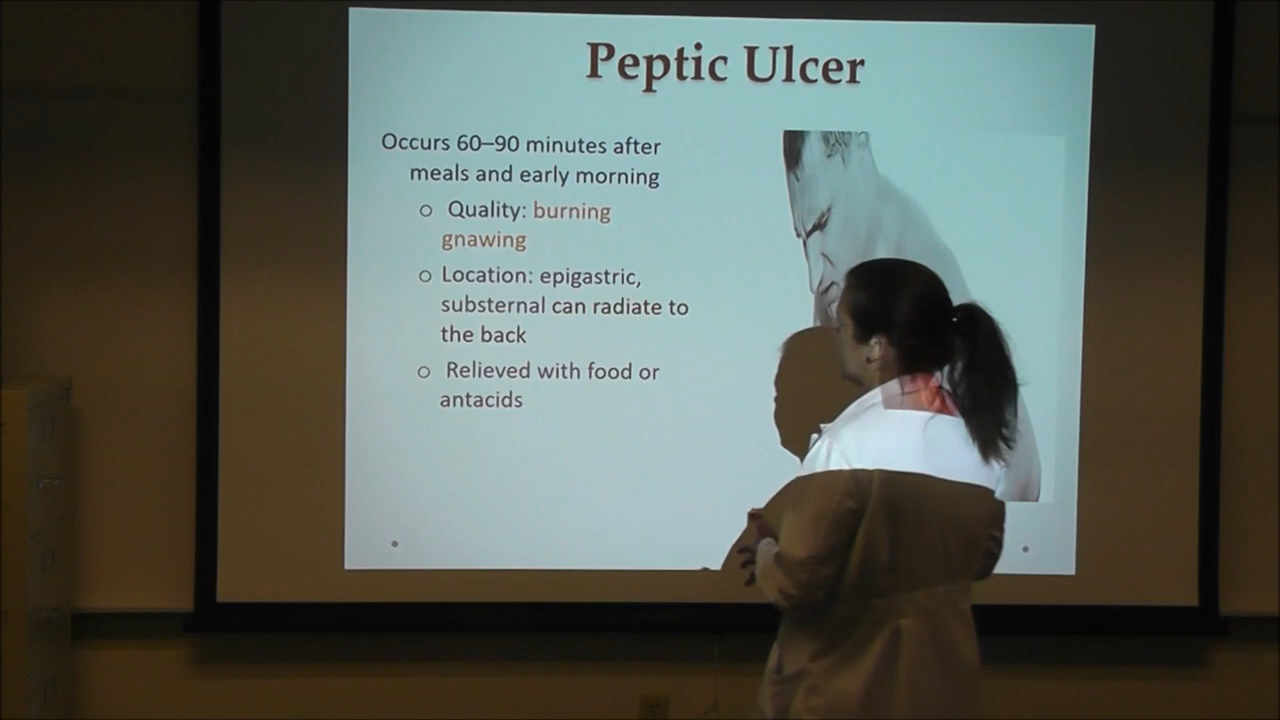 Peptic Ulcer
Occurs 60–90 minutes after
meals and early morning
Quality: burning
gnawing
Location: epigastric,
substernal can radiate to
the back
Relieved with food or
antacids